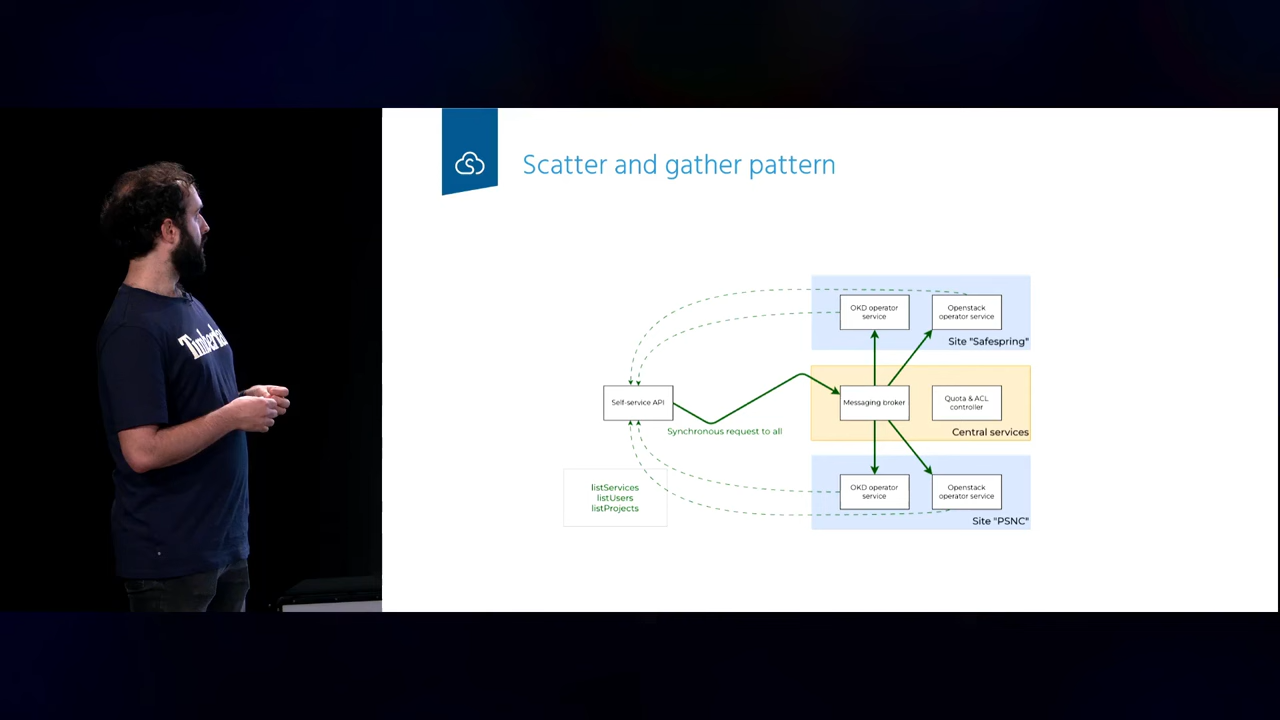 Scatter and gather pattern
OKD operator
service
Openstack
operator service
Site "Safespring"
Self-service API
Messaging broker
Quota & ACL
controller
Synchronous request to all
Central services
listServices
listUsers
listProjects
OKD operator
service
Openstack
operator service
Site "PSNC"